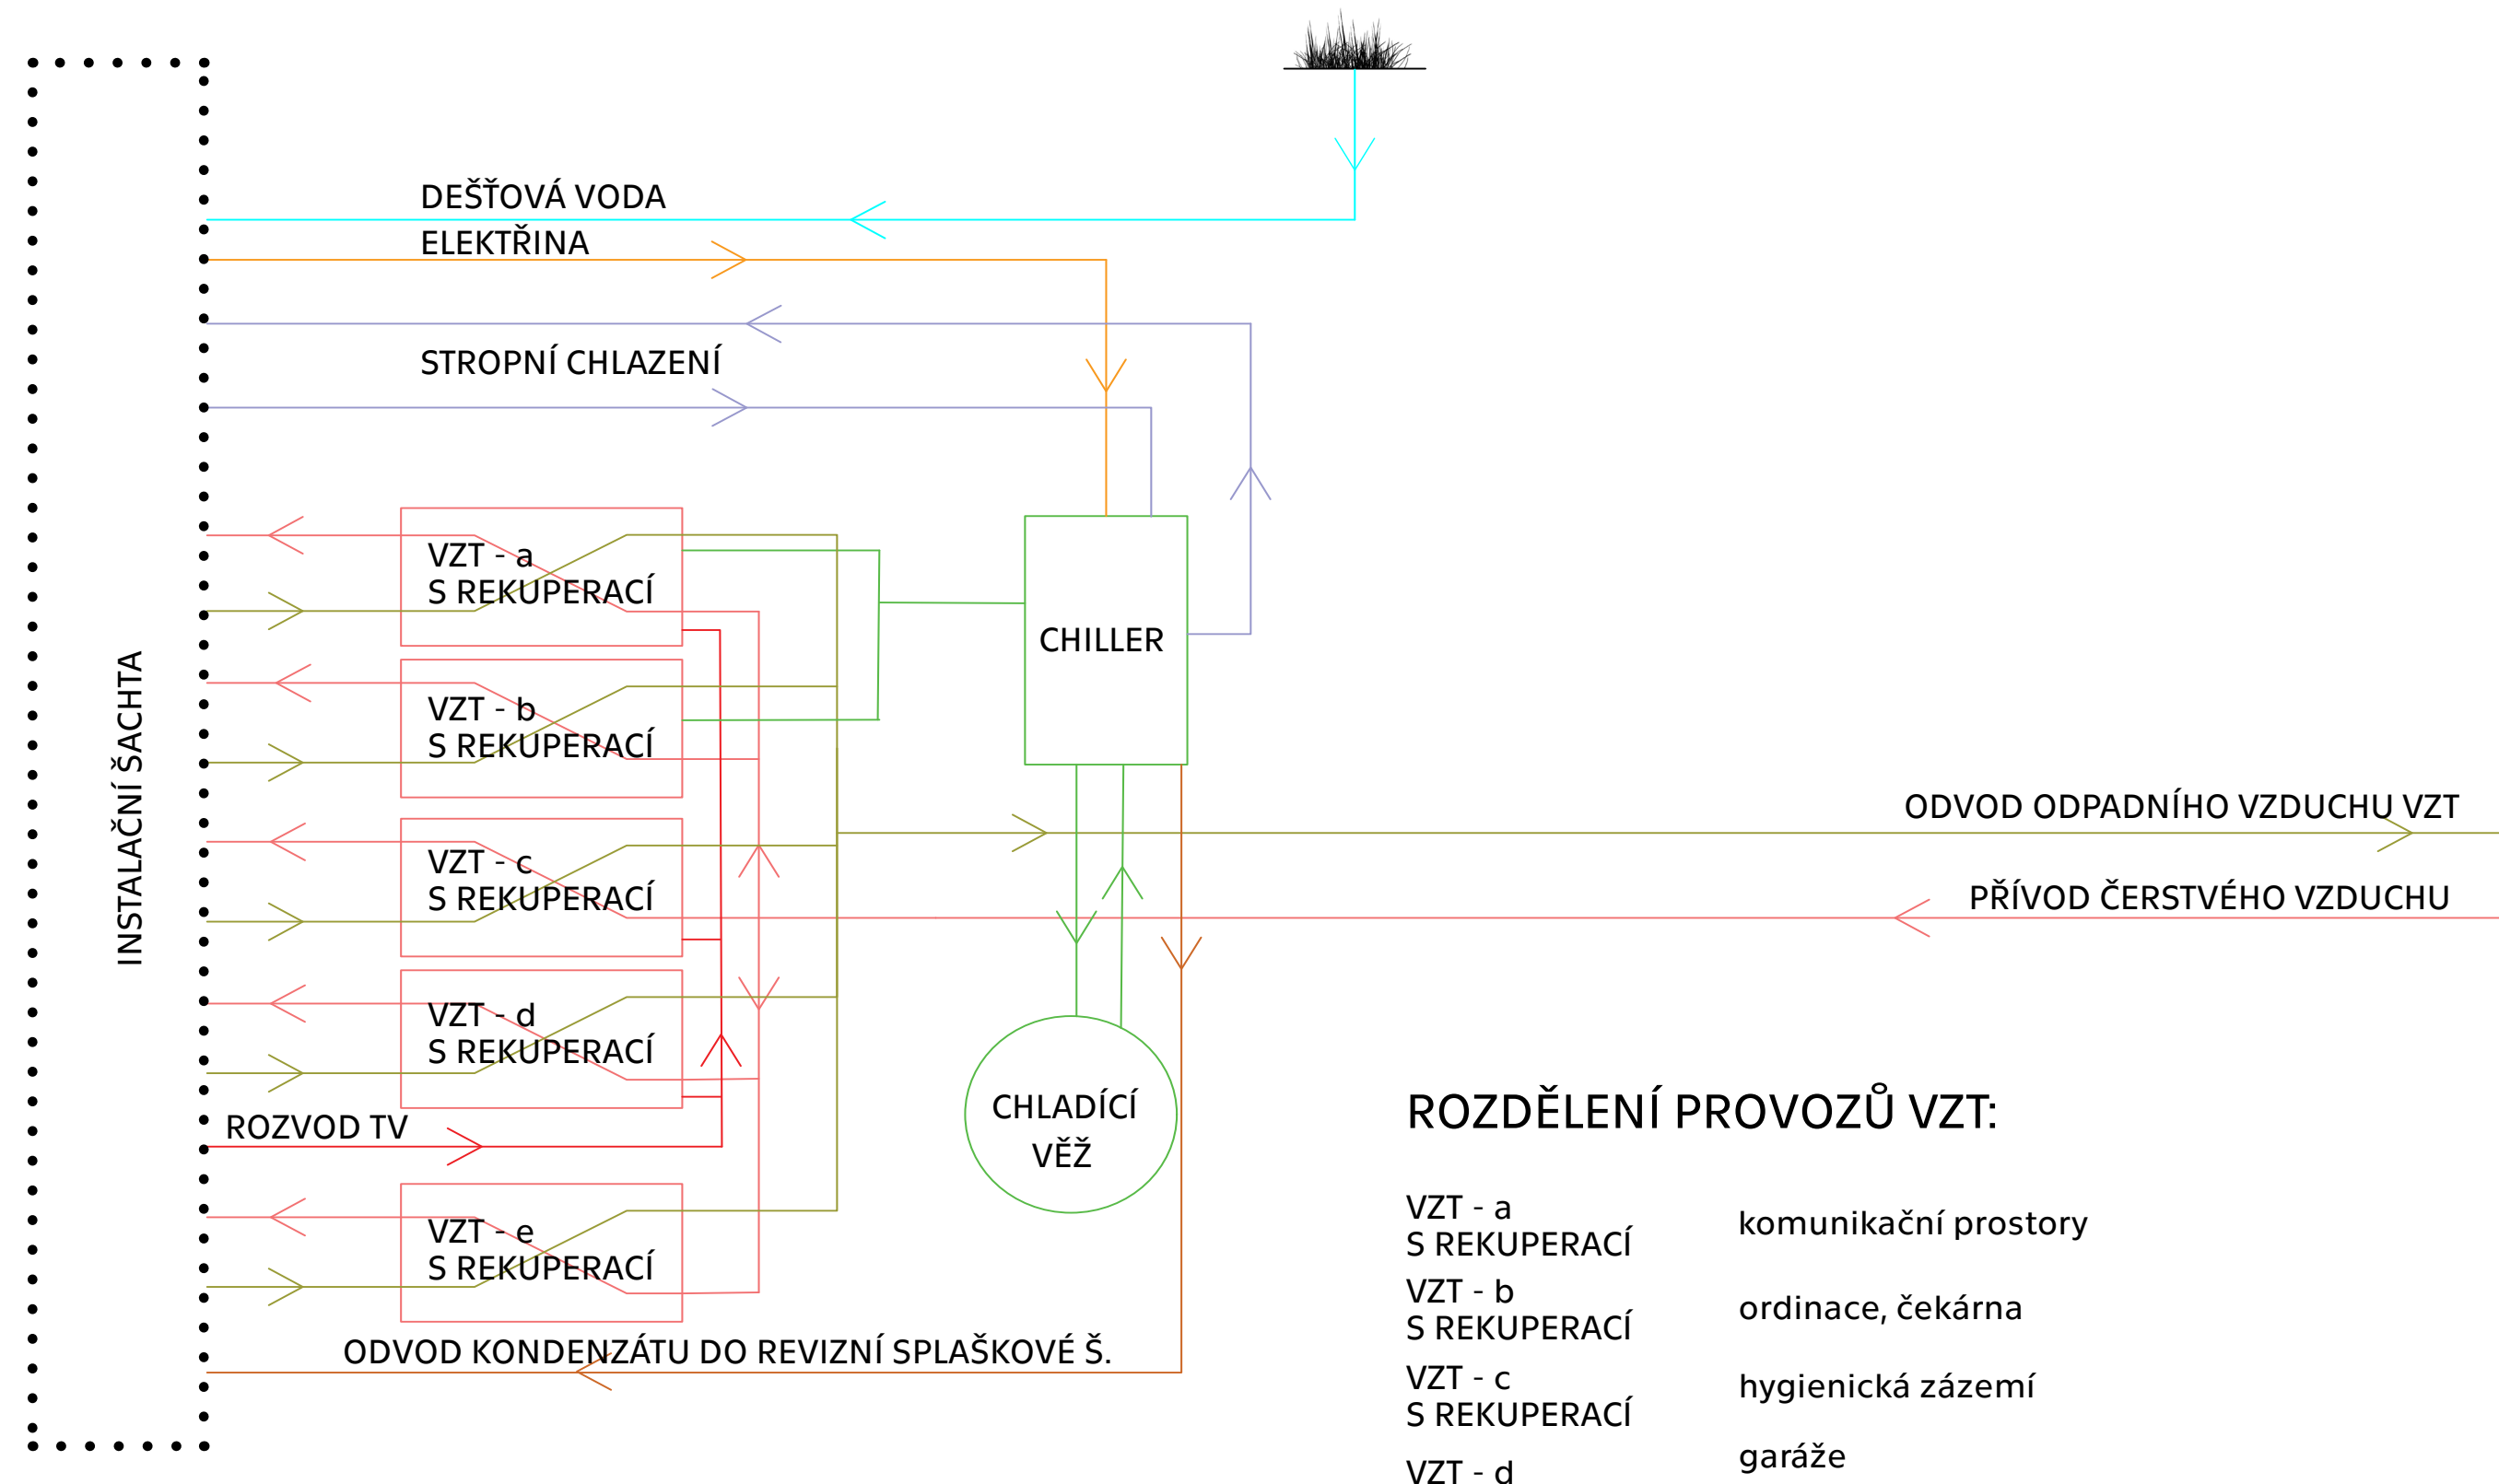 DEŠŤOVÁ VODA
ELEKTŘINA
STROPNÍ CHLAZENÍ
INSTALAČNÍ ŠACHTA
VZT - a
S REKUPERACÍ
VZT - b
S REKUPERACÍ
VZT - c
S REKUPERACÍ
VZT - d
S REKUPERACÍ
ROZVOD TV
VZT - e
S REKUPERACÍ
ODVOD KONDENZÁTU DO REVIZNÍ SPLAŠKOVÉ Š.
CHILLER
CHLADÍCÍ
VĚŽ
ODVOD ODPADNÍHO VZDUCHU VZT
PŘÍVOD ČERSTVÉHO VZDUCHU
ROZDĚLENÍ PROVOZŮ VZT:
VZT - a
S REKUPERACÍ
komunikační prostory
VZT - b
S REKUPERACÍ
ordinace, čekárna
VZT - c
S REKUPERACÍ
hygienická zázemí
VZT - d
garáže